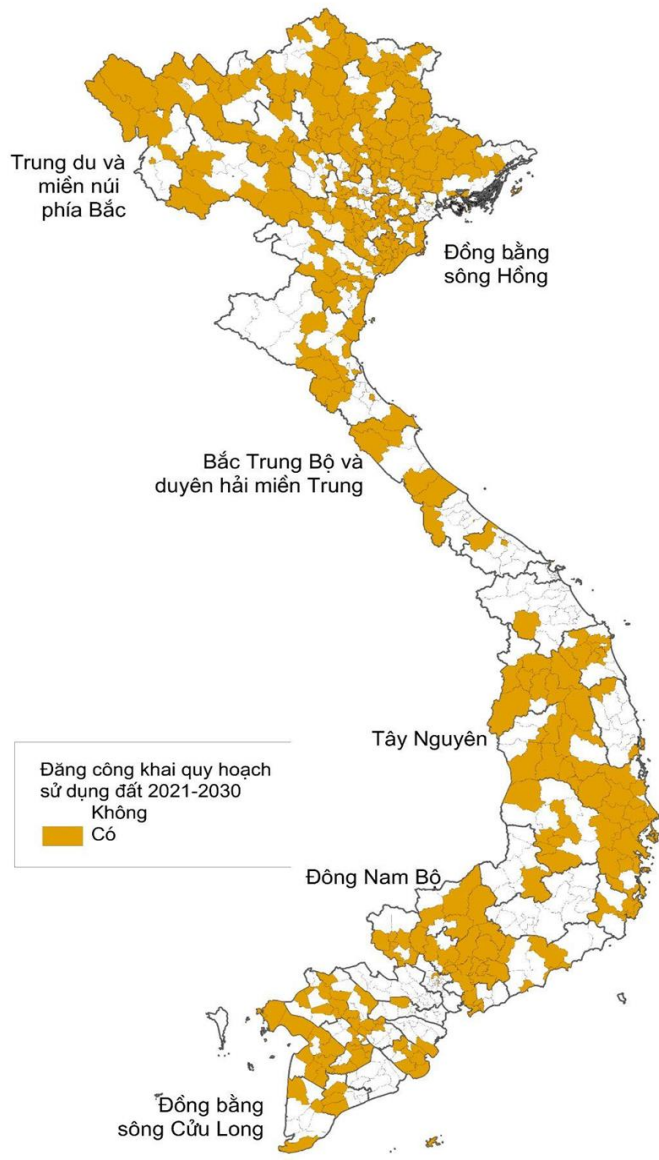 Trung du và
miền núi
phía Bắc
Đồng bằng
sông Hồng
Bắc Trung Bộ và
duyên hải miền Trung
Tây Nguyên
Đăng công khai quy hoạch
sử dụng đất 2021-2030
Không
Có
Đông Nam Bộ
Đồng bằng
sông Cửu Long